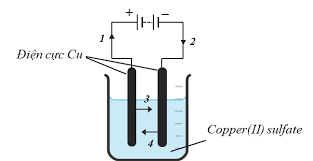 + −
1 2
Điện cực Cu
3
4
Copper(II) sulfate